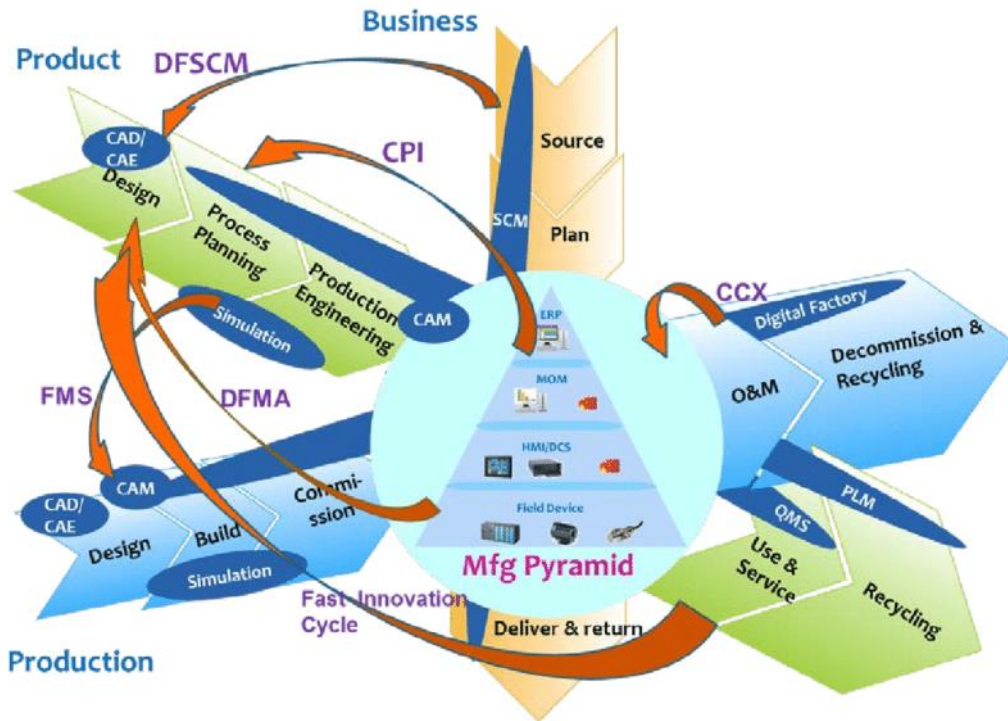 Business
Product
DFSCM
CAD/
CAE
Design
CPI
Source
SCM
Plan
Process
Planning
Production
Engineering
CAM
Simulation
CCX
Digital Factory
Decommission &
Recycling
O&M
ERP
MOM
HMI/DCS
Field Device
Mfg Pyramid
FMS
DFMA
CAM
CAD/
CAE
Design
Build
Commi-
ssion
Simulation
PLM
QMS
Use &
Service
Recycling
Fast-Innovation
Cycle
Deliver & return
Production